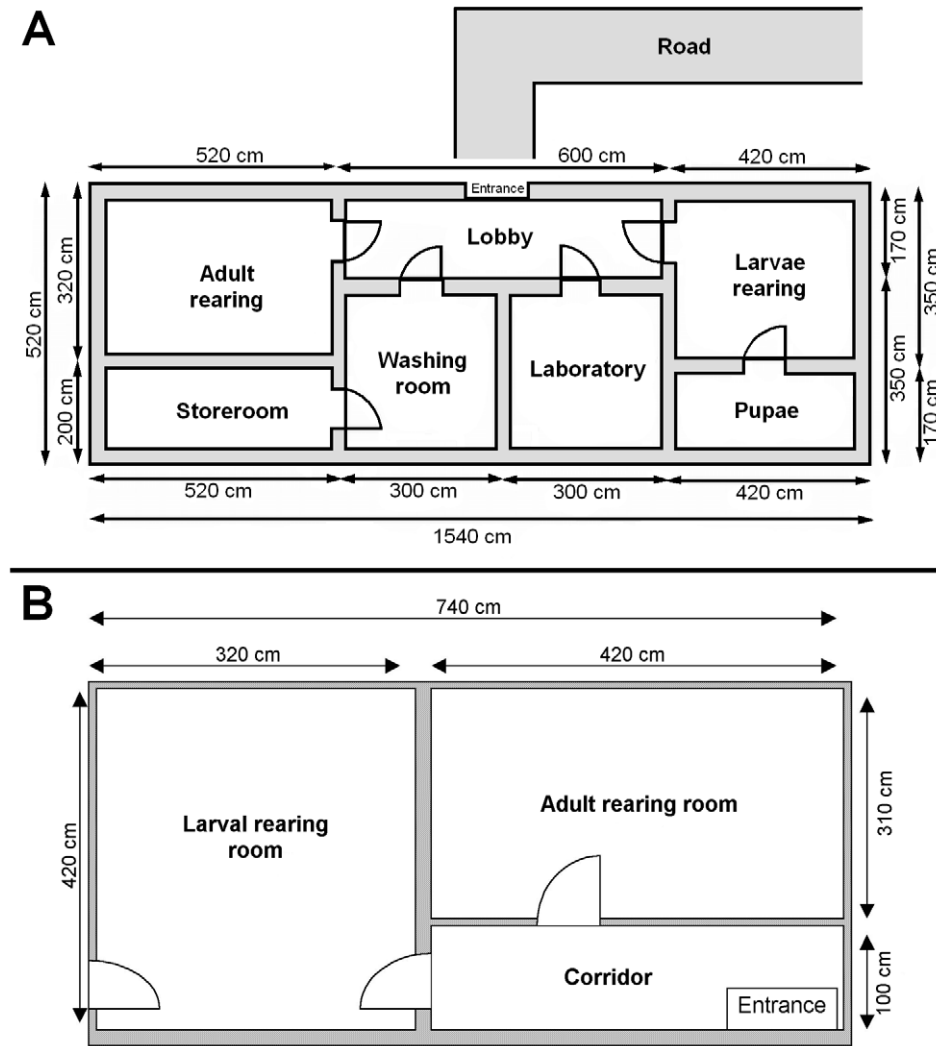 A
Road
520 cm
600 cm
420 cm
Entrance
Lobby
Adult
rearing
Larvae
rearing
Washing
room
Laboratory
Storeroom
Pupae
520 cm
320 cm
200 cm
170 cm
350 cm
350 cm
170 cm
520 cm
300 cm
300 cm
420 cm
1540 cm
B
740 cm
320 cm
420 cm
420 cm
Larval rearing
room
Adult rearing room
310 cm
Corridor
Entrance
100 cm